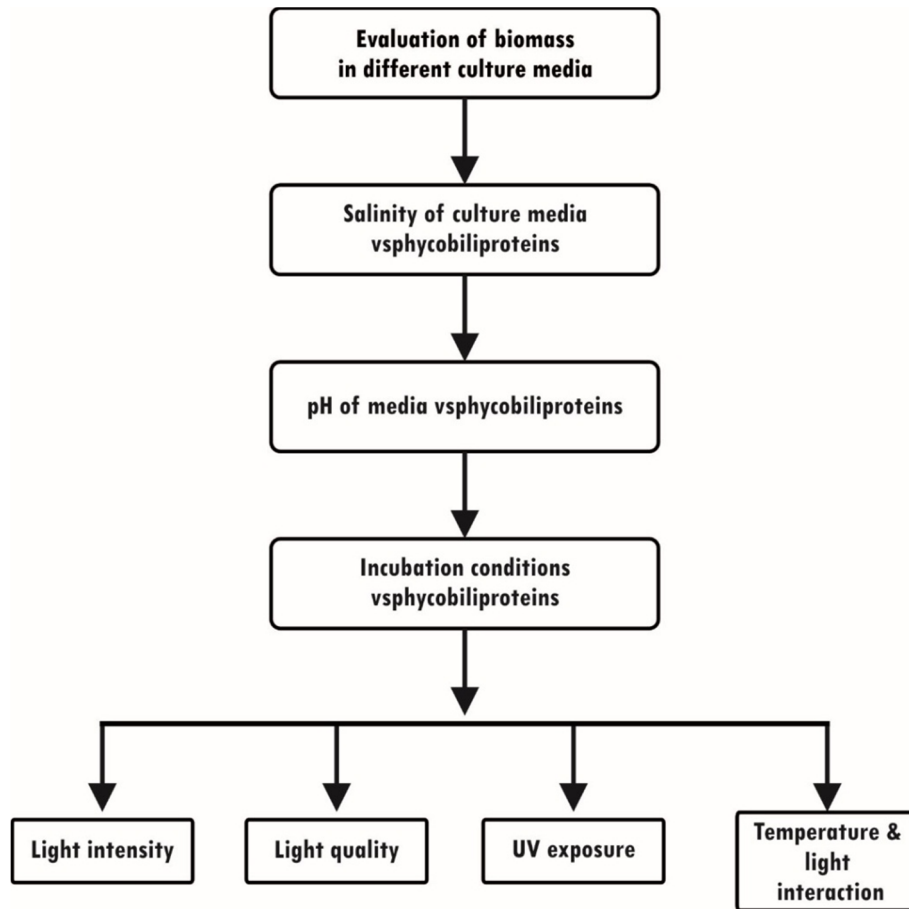 Evaluation of biomass
in different culture media
Salinity of culture media
vsphycobiliproteins
pH of media vsphycobiliproteins
Incubation conditions
vsphycobiliproteins
Light intensity
Light quality
UV exposure
Temperature &
light
interaction